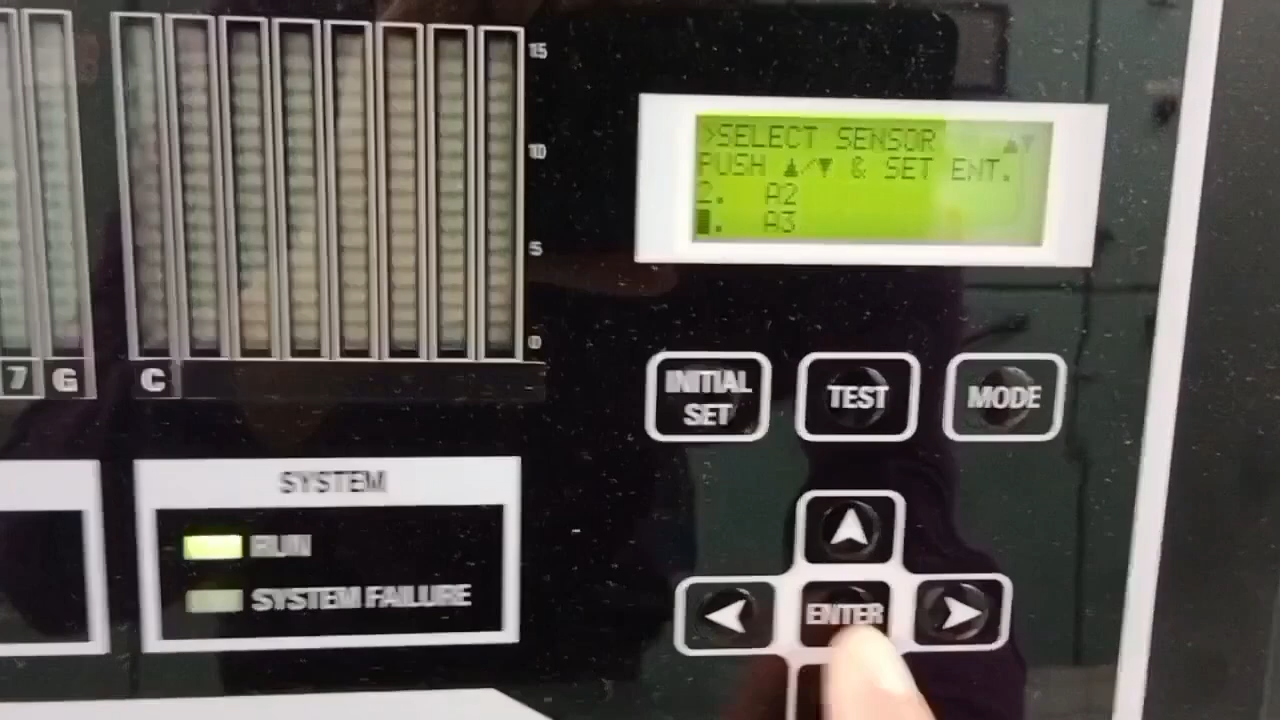 15
10
5
0
7 G C
>SELECT SENSOR ▲▼
PUSH ▲/▼ & SET ENT.
2. A2
. A3
INITIAL
SET
TEST
MODE
SYSTEM
RUN
SYSTEM FAILURE
ENTER